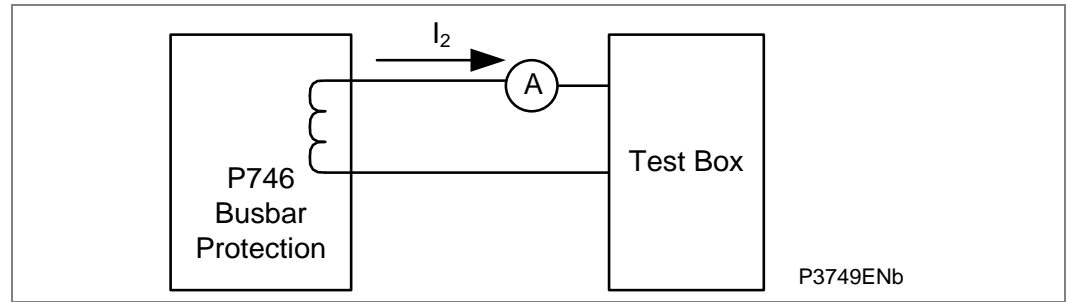 I₂
A
P746
Busbar
Protection
Test Box
P3749ENb